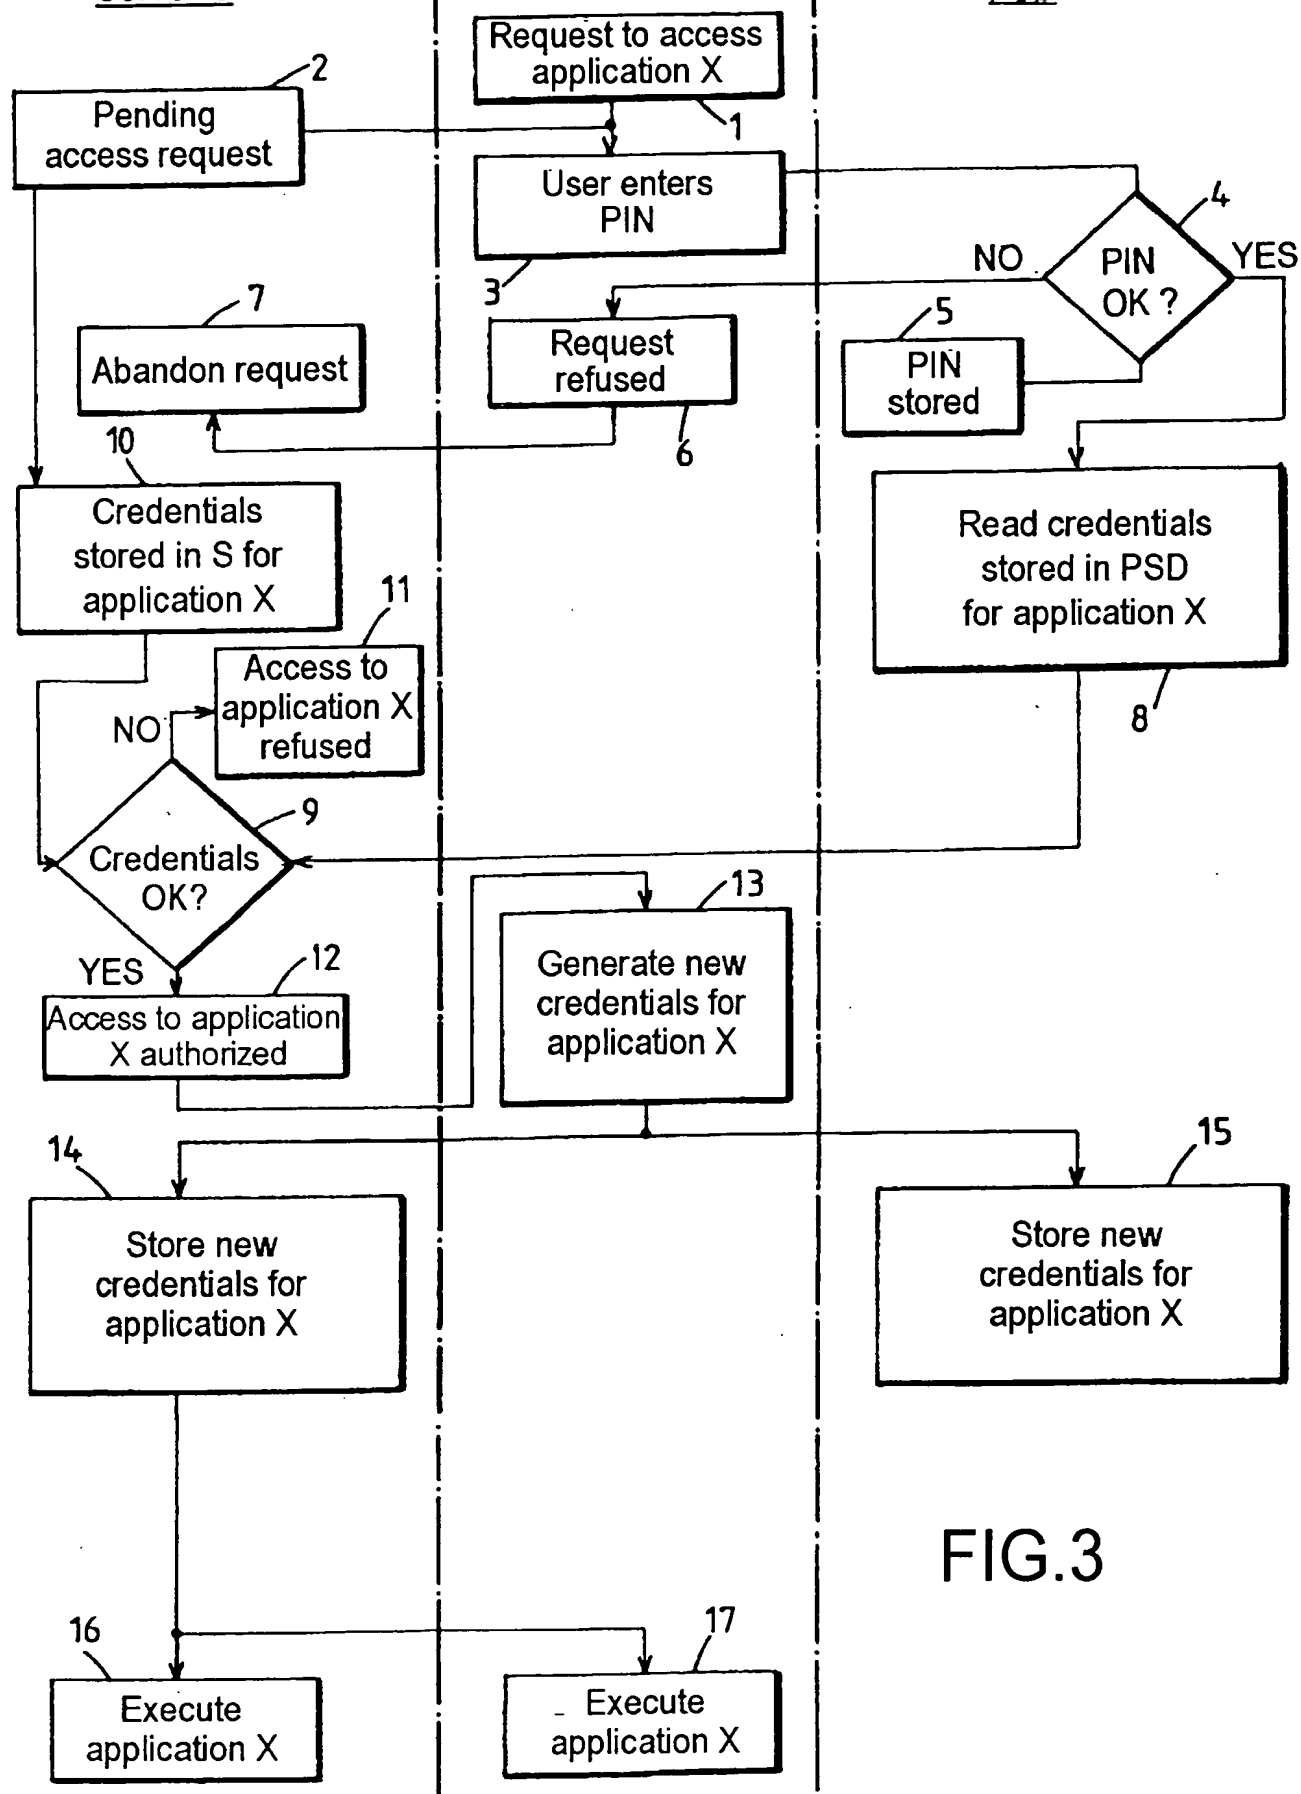 Request to access
application X
1
2
Pending
access request
User enters
PIN
3
4
PIN
OK ?
NO
YES
5
PIN
stored
7
Abandon request
Request
refused
6
10
Credentials
stored in S for
application X
Read credentials
stored in PSD
for application X
8
11
Access to
application X
refused
NO
9
Credentials
OK?
YES
12
Access to application
X authorized
13
Generate new
credentials for
application X
14
Store new
credentials for
application X
15
Store new
credentials for
application X
FIG.3
16
Execute
application X
17
Execute
application X